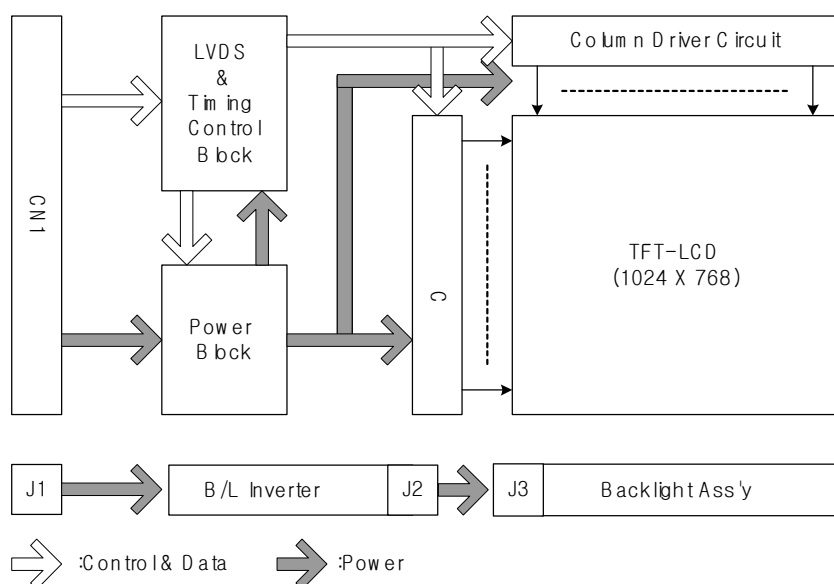 CN1
LVDS
&
Timing
Control
Block
Power
Block
C
Column Driver Circuit
TFT-LCD
(1024 X 768)
J1
B/L Inverter
J2
J3
Backlight Ass'y
:Control & Data
:Power